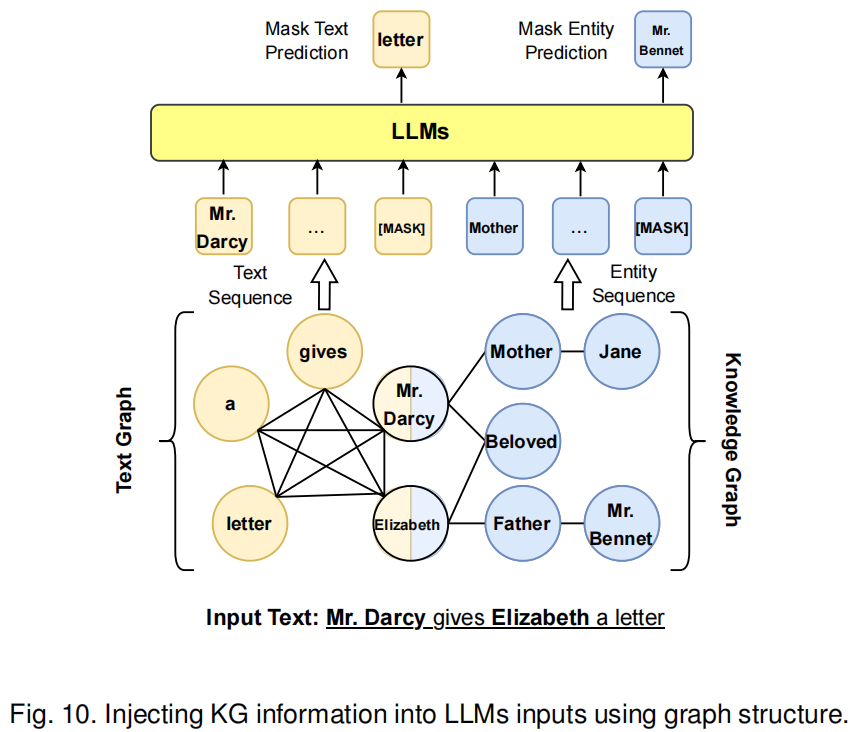 Mask Text
Prediction
letter
Mask Entity
Prediction
Mr.
Bennet
LLMs
Mr.
Darcy
...
[MASK]
Mother
...
[MASK]
Text
Sequence
Entity
Sequence
Text Graph
gives
a
letter
Mr.
Darcy
Elizabeth
Mother
Jane
Beloved
Father
Mr.
Bennet
Knowledge Graph
Input Text: Mr. Darcy gives Elizabeth a letter
Fig. 10. Injecting KG information into LLMs inputs using graph structure.